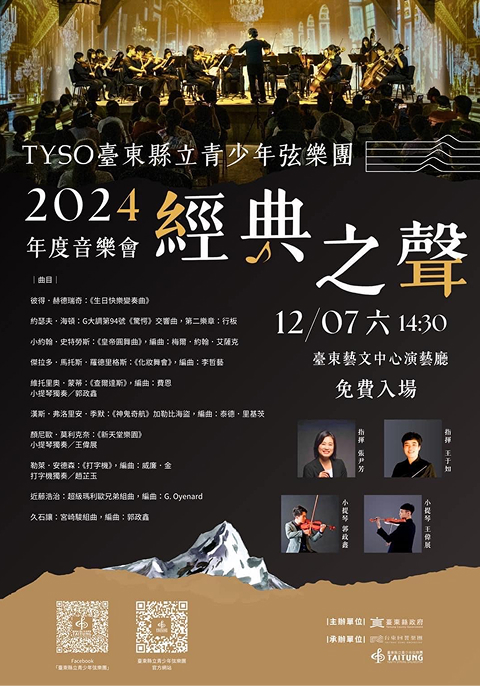 TYSO臺東縣立青少年弦樂團
2024
年度音樂會
經典之聲
12/07 六 14:30
臺東藝文中心演藝廳
免費入場
｜曲目｜
彼得．赫德瑞奇：《生日快樂變奏曲》
約瑟夫．海頓：G大調第94號《驚愕》交響曲，第二樂章：行板
小約翰．史特勞斯：《皇帝圓舞曲》，編曲：梅爾．約翰．艾薩克
傑拉多．馬托斯．羅德里格斯：《化妝舞會》，編曲：李哲藝
維托里奧．蒙蒂：《查爾達斯》，編曲：費恩
小提琴獨奏／郭政鑫
漢斯．弗洛里安．季默：《神鬼奇航》加勒比海盜，編曲：泰德．里基茨
顏尼歐．莫利克奈：《新天堂樂園》
小提琴獨奏／王偉展
勒萊．安德森：《打字機》，編曲：威廉．金
打字機獨奏／趙芷玉
近藤浩治：超級瑪利歐兄弟組曲，編曲：G. Oyenard
久石讓：宮崎駿組曲，編曲：郭政鑫
指揮 張尹芳
指揮 王于如
小提琴 郭政鑫
小提琴 王偉展
Facebook
「臺東縣立青少年弦樂團」
臺東縣立青少年弦樂團
官方網站
｜主辦單位｜ 臺東縣政府
｜承辦單位｜
TAITUNG